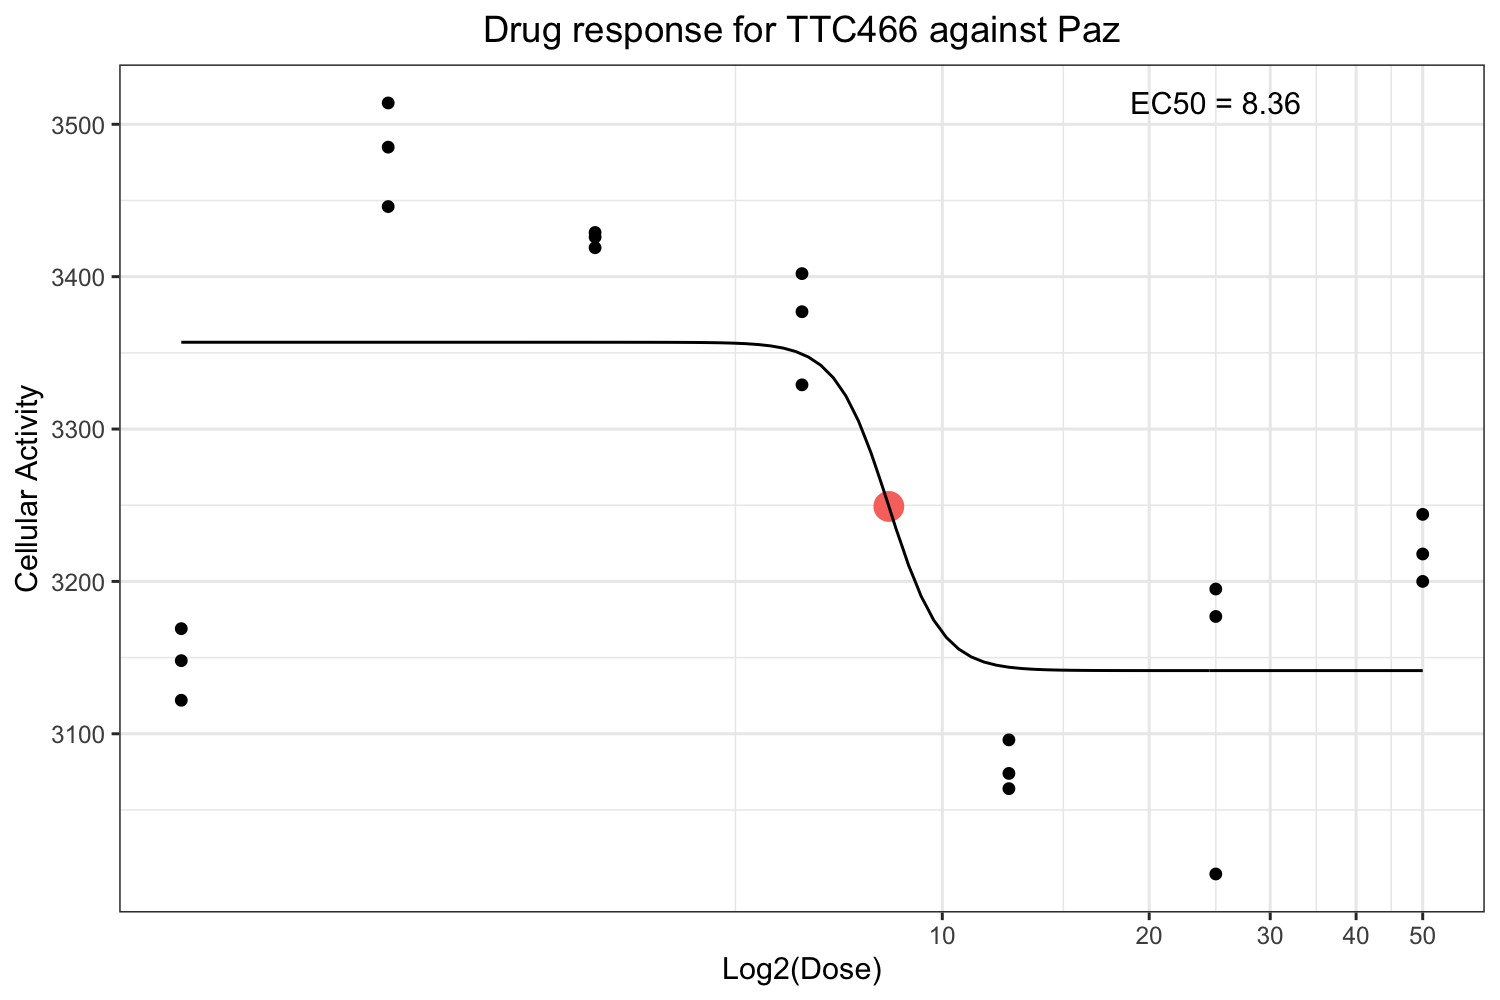 Drug response for TTC466 against Paz
EC50 = 8.36
Cellular Activity
3500
3400
3300
3200
3100
10 20 30 40 50
Log2(Dose)